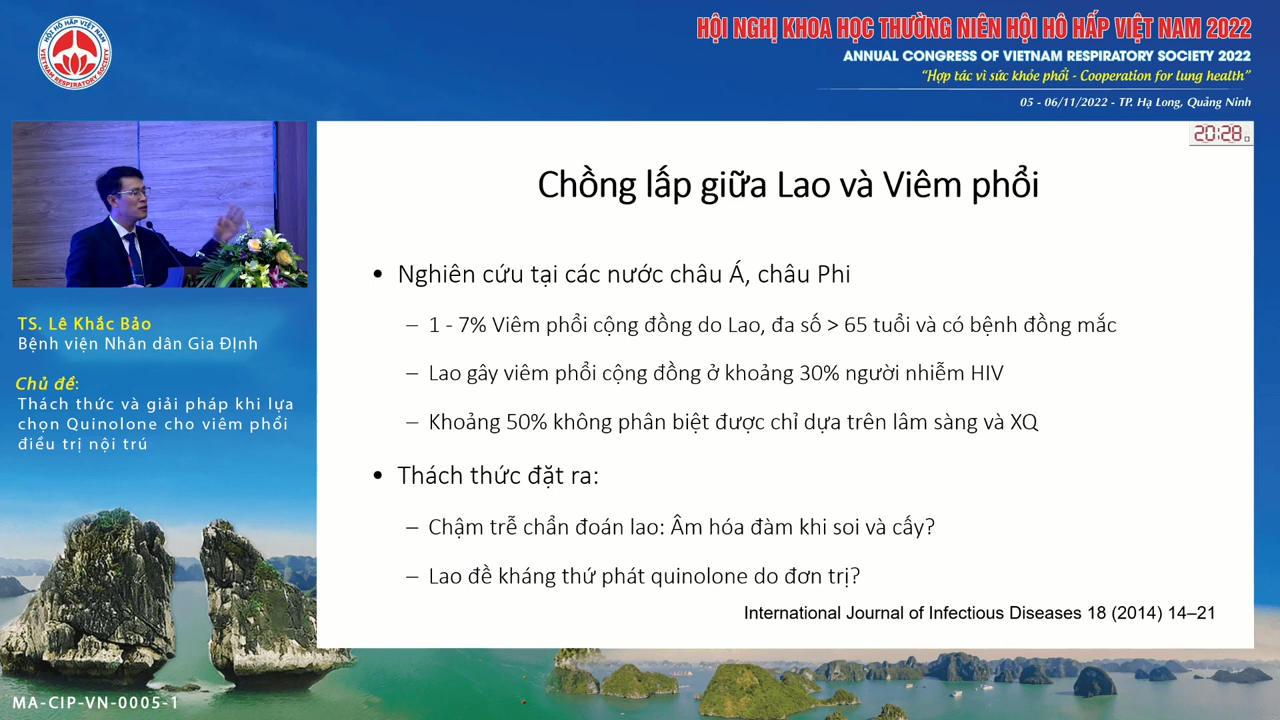 HỘI HÔ HẤP VIỆT NAM
VIETNAM RESPIRATORY SOCIETY
HỘI NGHỊ KHOA HỌC THƯỜNG NIÊN HỘI HÔ HẤP VIỆT NAM 2022
ANNUAL CONGRESS OF VIETNAM RESPIRATORY SOCIETY 2022
“Hợp tác vì sức khỏe phổi - Cooperation for lung health”
05 - 06/11/2022 - TP. Hạ Long, Quảng Ninh
20:28
Chồng lấp giữa Lao và Viêm phổi
• Nghiên cứu tại các nước châu Á, châu Phi
– 1 - 7% Viêm phổi cộng đồng do Lao, đa số > 65 tuổi và có bệnh đồng mắc
– Lao gây viêm phổi cộng đồng ở khoảng 30% người nhiễm HIV
– Khoảng 50% không phân biệt được chỉ dựa trên lâm sàng và XQ
• Thách thức đặt ra:
– Chậm trễ chẩn đoán lao: Âm hóa đàm khi soi và cấy?
– Lao đề kháng thứ phát quinolone do đơn trị?
International Journal of Infectious Diseases 18 (2014) 14–21
TS. Lê Khắc Bảo
Bệnh viện Nhân dân Gia Định
Chủ đề:
Thách thức và giải pháp khi lựa
chọn Quinolone cho viêm phổi
điều trị nội trú
MA-CIP-VN-0005-1